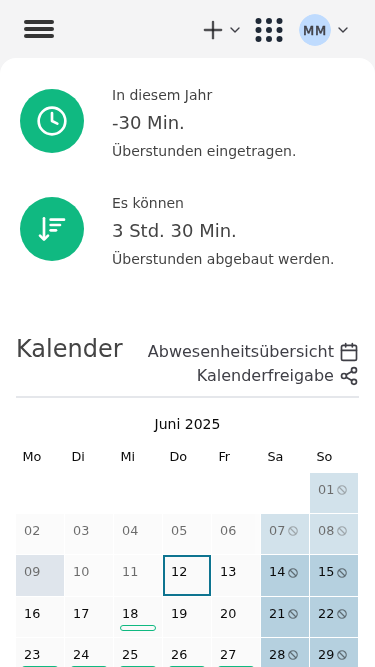 MM
In diesem Jahr
-30 Min.
Überstunden eingetragen.
Es können
3 Std. 30 Min.
Überstunden abgebaut werden.
Kalender
Abwesenheitsübersicht
Kalenderfreigabe
Juni 2025
Mo Di Mi Do Fr Sa So
01
02 03 04 05 06 07 08
09 10 11 12 13 14 15
16 17 18 19 20 21 22
23 24 25 26 27 28 29